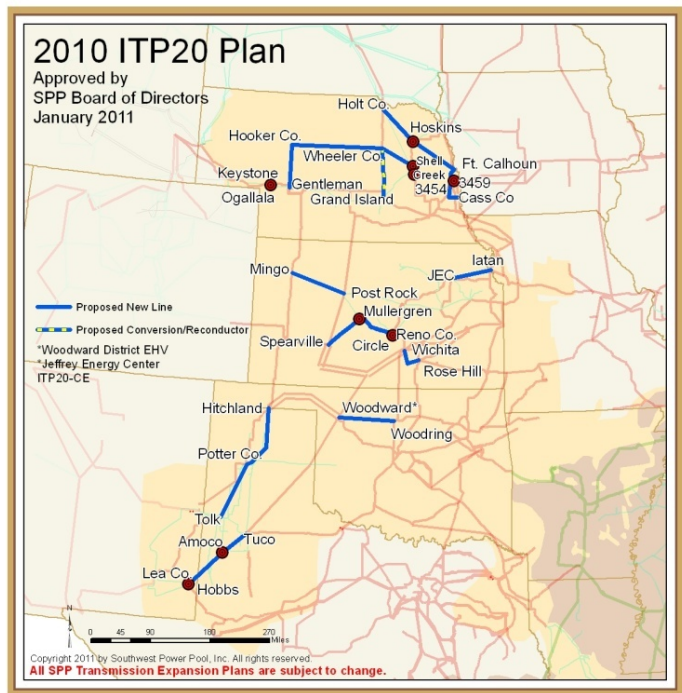 2010 ITP20 Plan
Approved by
SPP Board of Directors
January 2011
Holt Co.
Hoskins
Hooker Co.
Wheeler Co.
Shell
Creek
Ft. Calhoun
Keystone
Gentleman
3454
3459
Ogallala
Grand Island
Cass Co
Iatan
Mingo
JEC
Post Rock
Mullergren
Proposed New Line
Proposed Conversion/Reconductor
Reno Co.
Spearville
Circle
Wichita
*Woodward District EHV
*Jeffrey Energy Center
ITP20-CE
Rose Hill
Hitchland
Woodward*
Woodring
Potter Co.
Tolk
Amoco
Tuco
Lea Co.
Hobbs
N
0 45 90 180 270
Miles
Copyright 2011 by Southwest Power Pool, Inc. All rights reserved.
All SPP Transmission Expansion Plans are subject to change.